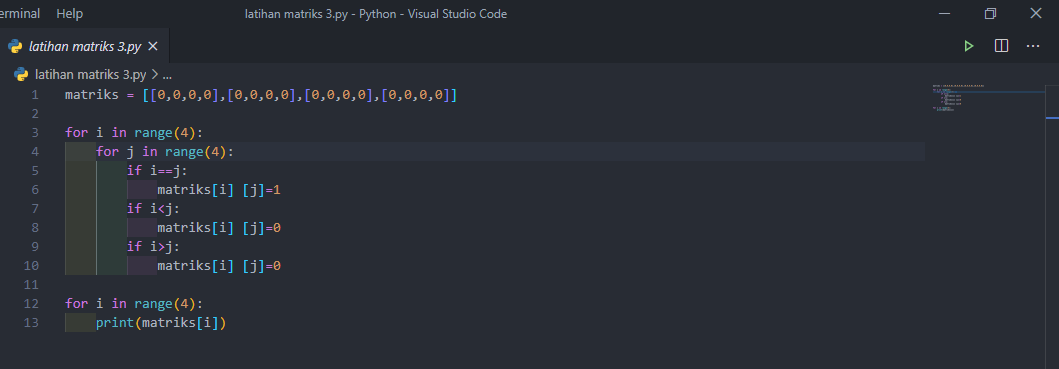 erminal Help latihan matriks 3.py - Python - Visual Studio Code
latihan matriks 3.py
latihan matriks 3.py > ...
1 matriks = [[0,0,0,0],[0,0,0,0],[0,0,0,0],[0,0,0,0]]
2
3 for i in range(4):
4     for j in range(4):
5         if i==j:
6             matriks[i] [j]=1
7         if i<j:
8             matriks[i] [j]=0
9         if i>j:
10             matriks[i] [j]=0
11
12 for i in range(4):
13     print(matriks[i])